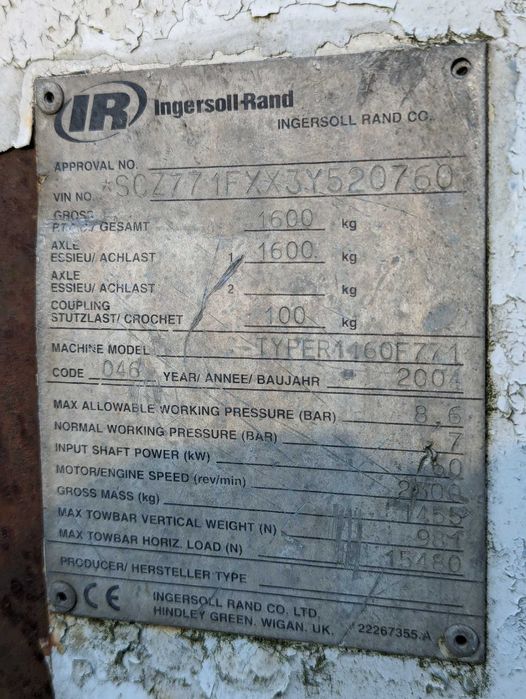 IR Ingersoll-Rand
INGERSOLL RAND CO.
APPROVAL NO.
VIN NO. *SCZ771FXX3Y520760
GROSS
GESAMT 1600 kg
AXLE
ESSIEU/ ACHLAST 1 1600 kg
AXLE
ESSIEU/ ACHLAST 2 kg
COUPLING
STUTZLAST/ CROCHET 100 kg
MACHINE MODEL TYPER1160F771
CODE 046 YEAR/ ANNEE/ BAUJAHR 2004
MAX ALLOWABLE WORKING PRESSURE (BAR) 8,6
NORMAL WORKING PRESSURE (BAR) 7
INPUT SHAFT POWER (kW)
MOTOR/ENGINE SPEED (rev/min)
GROSS MASS (kg) 1455
MAX TOWBAR VERTICAL WEIGHT (N) 981
MAX TOWBAR HORIZ. LOAD (N) 15480
PRODUCER/ HERSTELLER TYPE
CE INGERSOLL RAND CO. LTD
HINDLEY GREEN, WIGAN. UK. 22267355.A